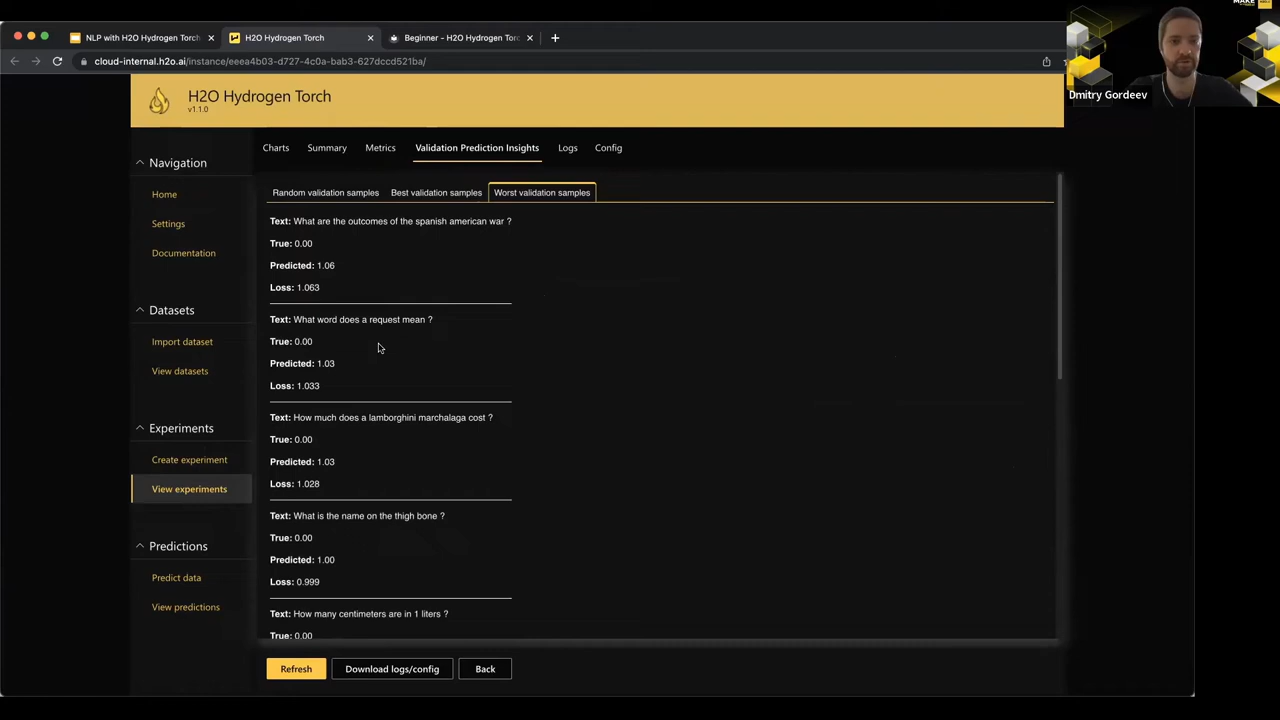 NLP with H2O Hydrogen Torch
H2O Hydrogen Torch
Beginner - H2O Hydrogen Tor
cloud-internal.h2o.ai/instance/eeea4b03-d727-4c0a-bab3-627dccd521ba/
MAKE
Dmitry Gordeev
H2O Hydrogen Torch
v1.1.0
Navigation
Home
Settings
Documentation
Datasets
Import dataset
View datasets
Experiments
Create experiment
View experiments
Predictions
Predict data
View predictions
Charts
Summary
Metrics
Validation Prediction Insights
Logs
Config
Random validation samples
Best validation samples
Worst validation samples
Text: What are the outcomes of the spanish american war ?
True: 0.00
Predicted: 1.06
Loss: 1.063
Text: What word does a request mean ?
True: 0.00
Predicted: 1.03
Loss: 1.033
Text: How much does a lamborghini marchalaga cost ?
True: 0.00
Predicted: 1.03
Loss: 1.028
Text: What is the name on the thigh bone ?
True: 0.00
Predicted: 1.00
Loss: 0.999
Text: How many centimeters are in 1 liters ?
True: 0.00
Refresh
Download logs/config
Back